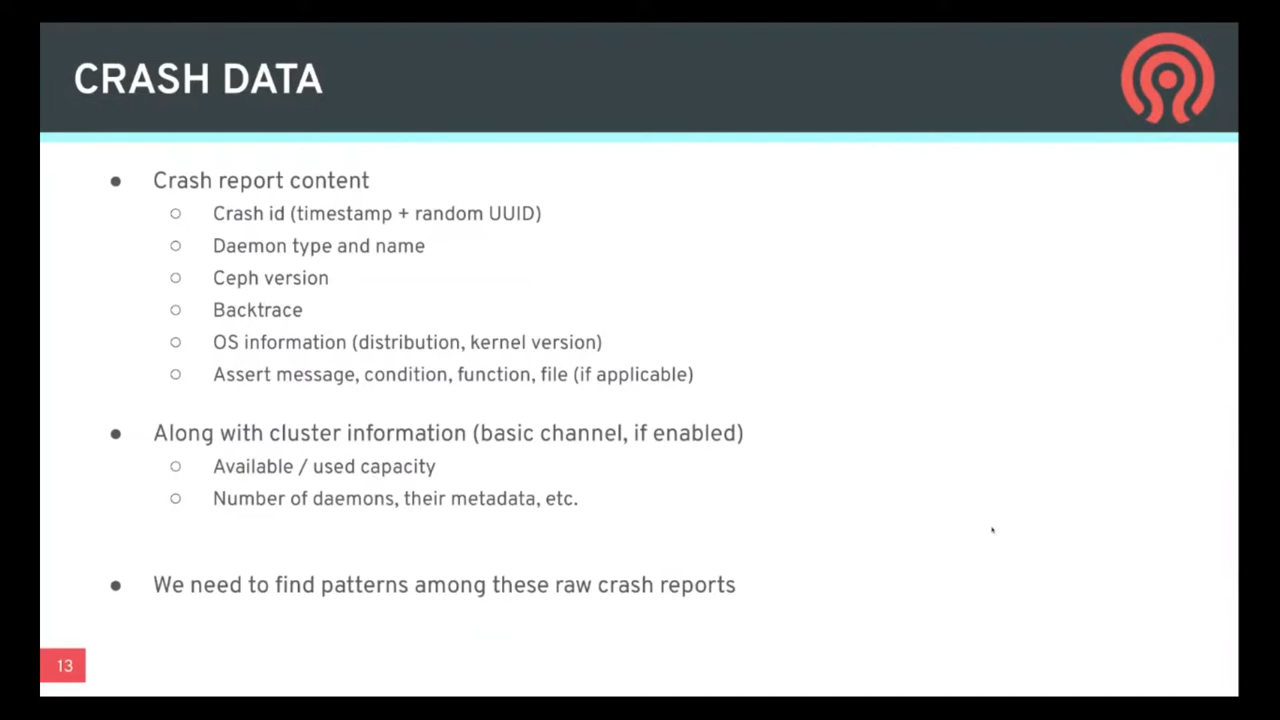 CRASH DATA
● Crash report content
○ Crash id (timestamp + random UUID)
○ Daemon type and name
○ Ceph version
○ Backtrace
○ OS information (distribution, kernel version)
○ Assert message, condition, function, file (if applicable)
● Along with cluster information (basic channel, if enabled)
○ Available / used capacity
○ Number of daemons, their metadata, etc.
● We need to find patterns among these raw crash reports
13